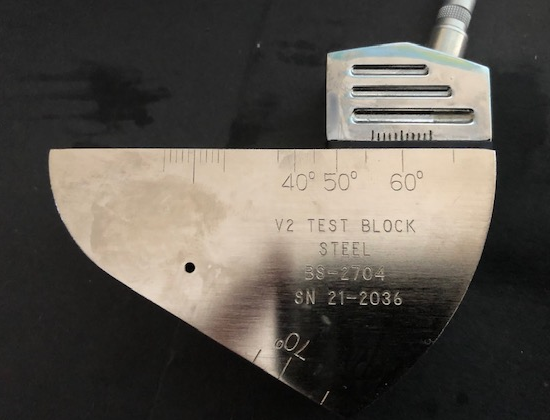 40° 50° 60°
V2 TEST BLOCK
STEEL
BS-2704
SN 21-2036
70°